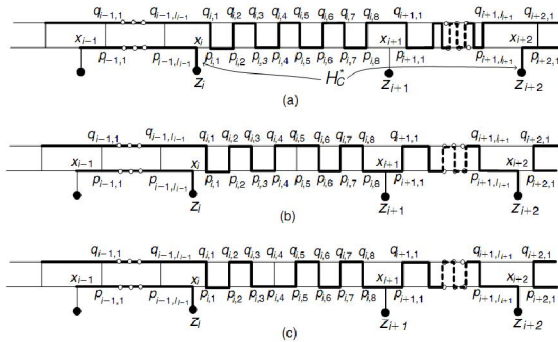 q_{i-1,1} q_{i-1,l_{i-1}} q_{i,1} q_{i,2} q_{i,3} q_{i,4} q_{i,5} q_{i,6} q_{i,7} q_{i,8} q_{i+1,1} q_{i+1,l_{i+1}} q_{i+2,1}
x_{i-1} x_i x_{i+1} x_{i+2}
p_{i-1,1} p_{i-1,l_{i-1}} p_{i,1} p_{i,2} p_{i,3} p_{i,4} p_{i,5} p_{i,6} p_{i,7} p_{i,8} p_{i+1,1} p_{i+1,l_{i+1}} p_{i+2,1}
z_i H_C^* z_{i+1} z_{i+2}
(a)
q_{i-1,1} q_{i-1,l_{i-1}} q_{i,1} q_{i,2} q_{i,3} q_{i,4} q_{i,5} q_{i,6} q_{i,7} q_{i,8} q_{i+1,1} q_{i+1,l_{i+1}} q_{i+2,1}
x_{i-1} x_i x_{i+1} x_{i+2}
p_{i-1,1} p_{i-1,l_{i-1}} p_{i,1} p_{i,2} p_{i,3} p_{i,4} p_{i,5} p_{i,6} p_{i,7} p_{i,8} p_{i+1,1} p_{i+1,l_{i+1}} p_{i+2,1}
z_i z_{i+1} z_{i+2}
(b)
q_{i-1,1} q_{i-1,l_{i-1}} q_{i,1} q_{i,2} q_{i,3} q_{i,4} q_{i,5} q_{i,6} q_{i,7} q_{i,8} q_{i+1,1} q_{i+1,l_{i+1}} q_{i+2,1}
x_{i-1} x_i x_{i+1} x_{i+2}
p_{i-1,1} p_{i-1,l_{i-1}} p_{i,1} p_{i,2} p_{i,3} p_{i,4} p_{i,5} p_{i,6} p_{i,7} p_{i,8} p_{i+1,1} p_{i+1,l_{i+1}} p_{i+2,1}
z_i z_{i+1} z_{i+2}
(c)